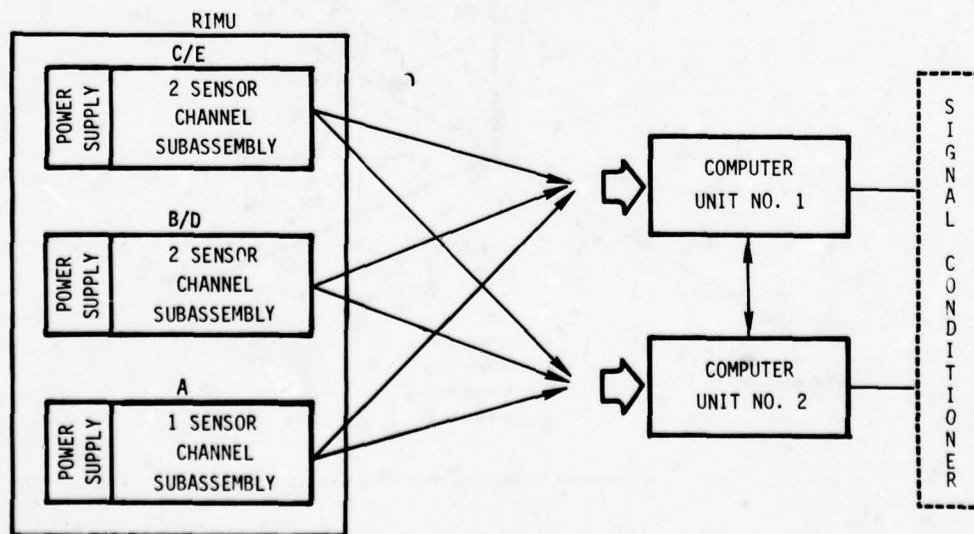 RIMU
C/E
POWER SUPPLY
2 SENSOR
CHANNEL
SUBASSEMBLY
B/D
POWER SUPPLY
2 SENSOR
CHANNEL
SUBASSEMBLY
A
POWER SUPPLY
1 SENSOR
CHANNEL
SUBASSEMBLY
COMPUTER
UNIT NO. 1
COMPUTER
UNIT NO. 2
SIGNAL CONDITIONER